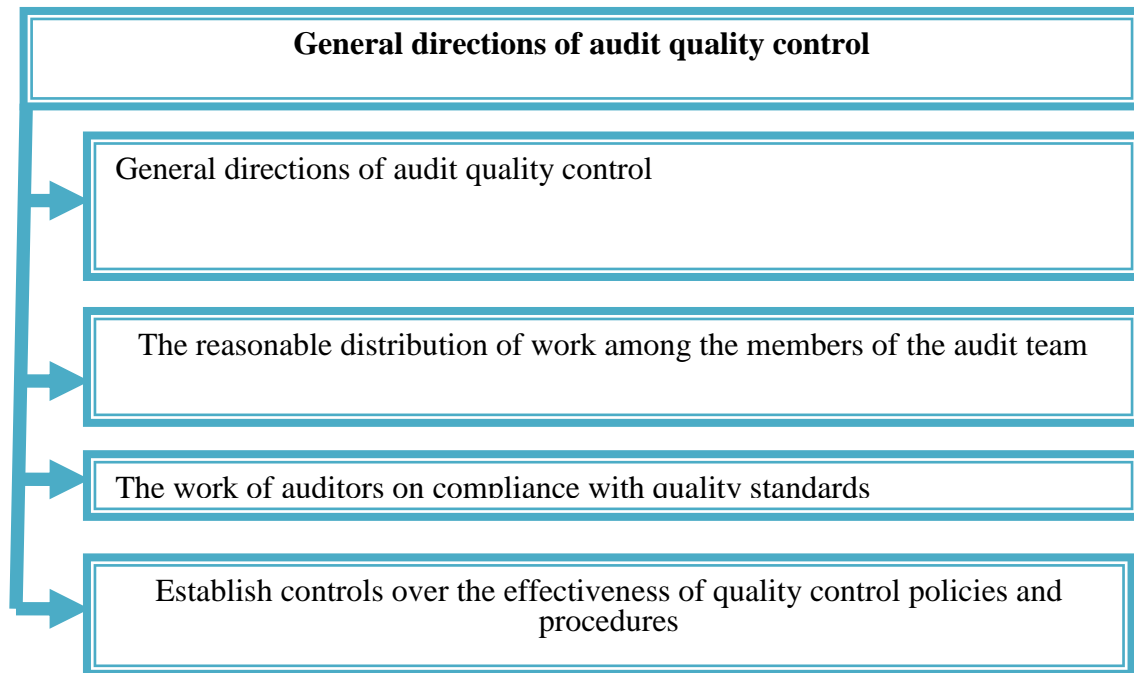 General directions of audit quality control
General directions of audit quality control
The reasonable distribution of work among the members of the audit team
The work of auditors on compliance with quality standards
Establish controls over the effectiveness of quality control policies and
procedures